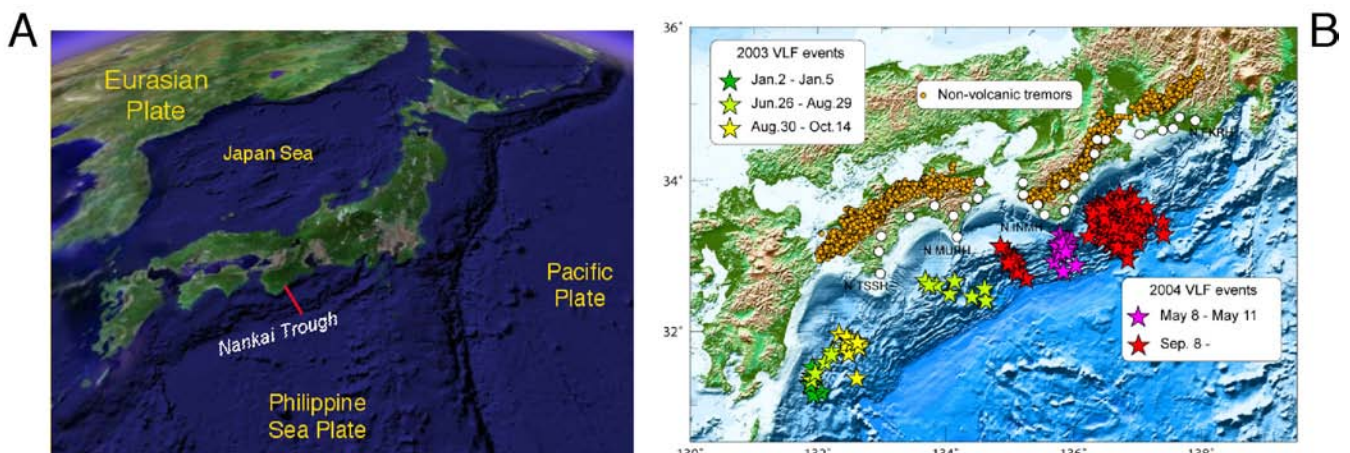 A
Eurasian
Plate
Japan Sea
Pacific
Plate
Nankai Trough
Philippine
Sea Plate
B
36°
34°
32°
2003 VLF events
Jan.2 - Jan.5
Jun.26 - Aug.29
Aug.30 - Oct.14
Non-volcanic tremors
N.FKRH
N.INMH
N.MURH
N.TSSH
2004 VLF events
May 8 - May 11
Sep. 8 -
130°
132°
134°
136°
138°